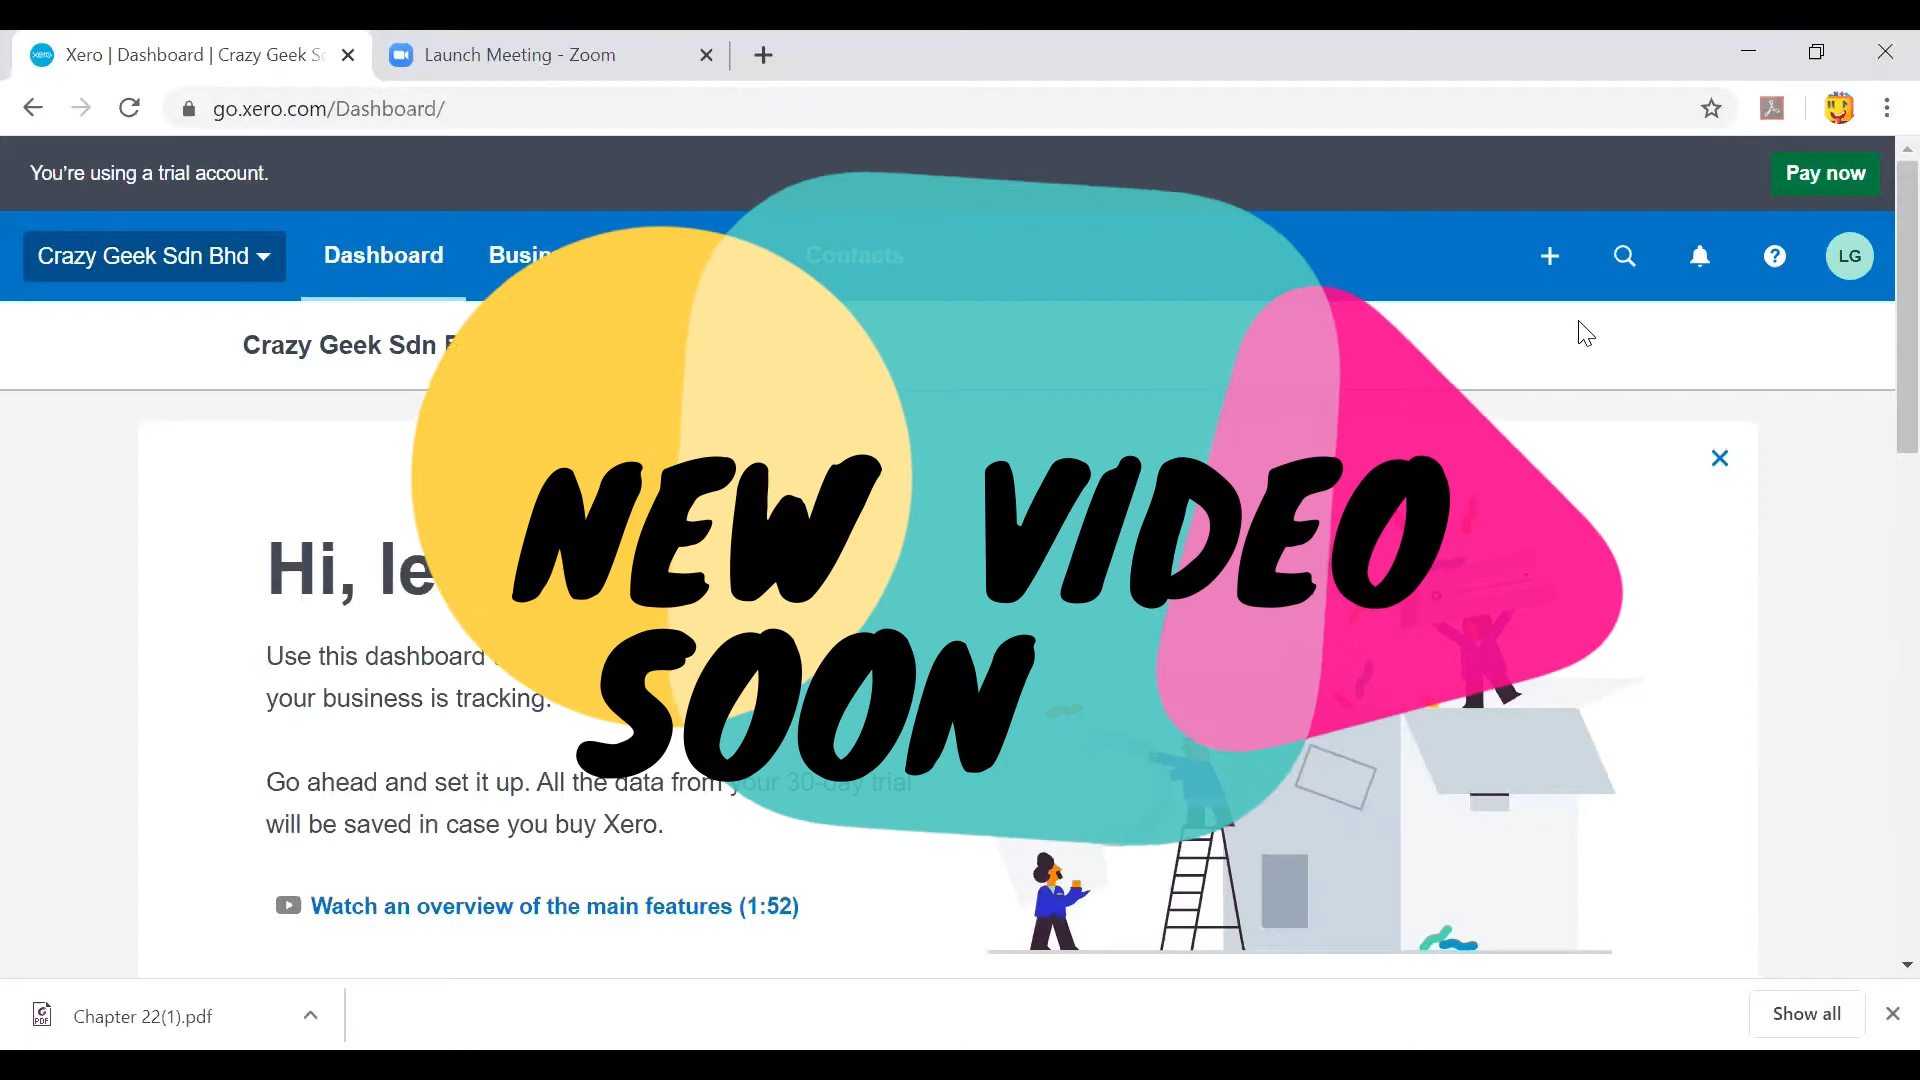 Xero | Dashboard | Crazy Geek S
Launch Meeting - Zoom
go.xero.com/Dashboard/
You're using a trial account.
Pay now
Crazy Geek Sdn Bhd
Dashboard
Contacts
LG
Crazy Geek Sdn
Hi,
NEW VIDEO
SOON
Use this dashboard
your business is tracking.
Go ahead and set it up. All the data from your 30-day trial
will be saved in case you buy Xero.
Watch an overview of the main features (1:52)
Chapter 22(1).pdf
Show all